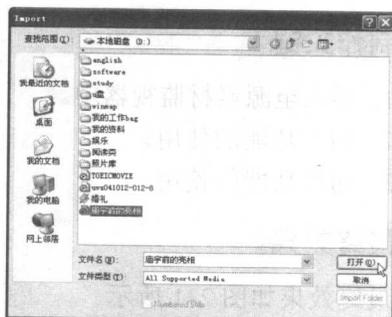 Import
查找范围(I):
本地磁盘 (D:)
我最近的文档
桌面
我的文档
我的电脑
网上邻居
english
software
study
u盘
winmap
我的工作bag
我的资料
娱乐
阅读类
照片库
TOEICMOVIE
uws041012-012-6
婚礼
庙宇前的亮相
文件名(N):
庙宇前的亮相
打开(O)
文件类型(T):
All Supported Media
取消
Numbered Stills
Import Folder